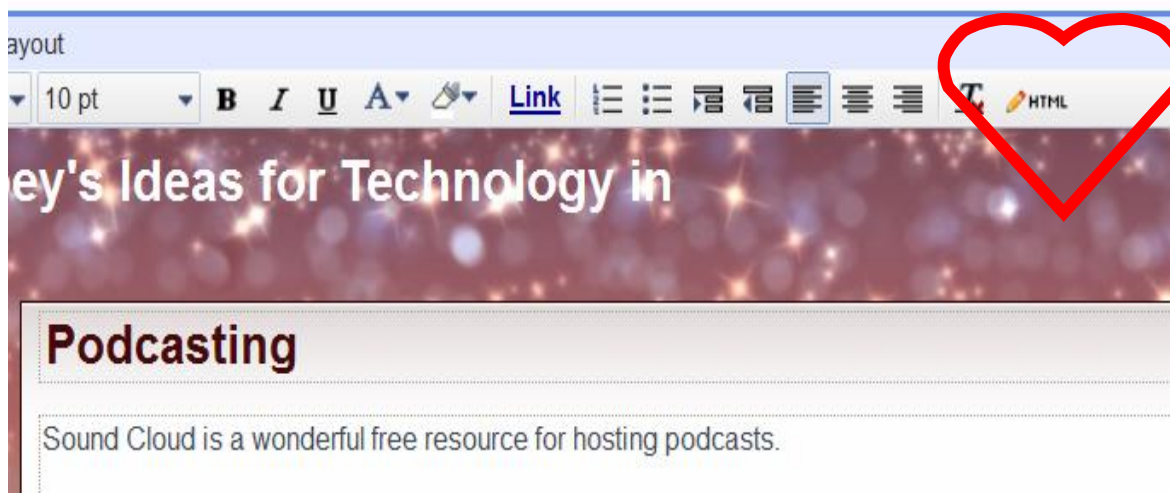 ayout
10 pt B I U A Link T HTML
ey's Ideas for Technology in
Podcasting
Sound Cloud is a wonderful free resource for hosting podcasts.